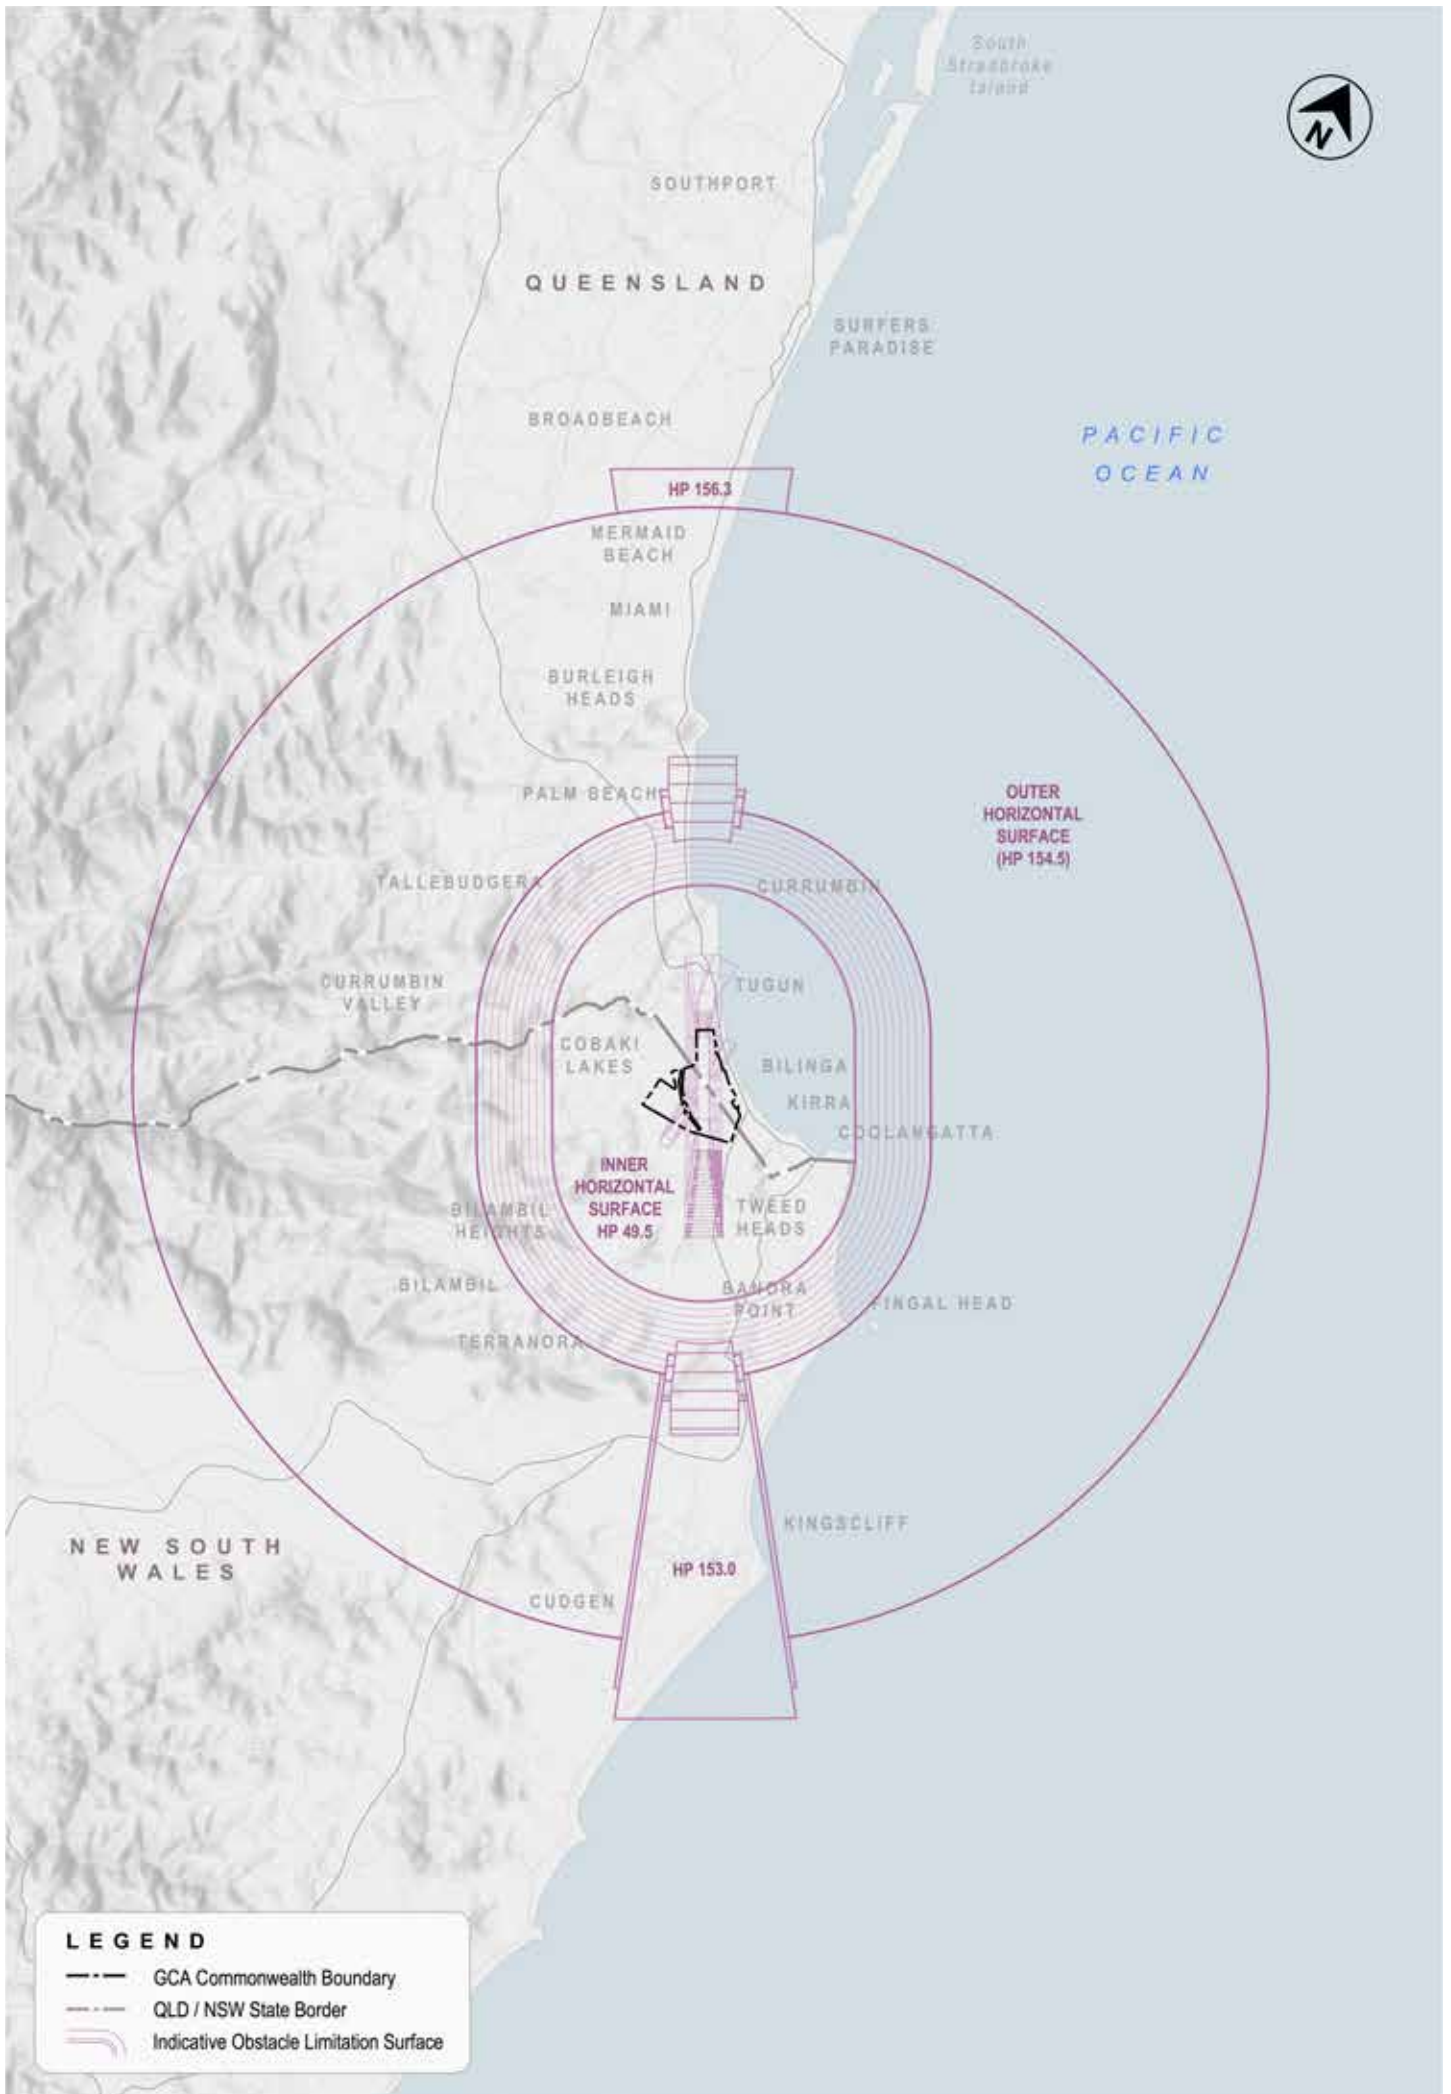 South
Stradbroke
Island
N
SOUTHPORT
QUEENSLAND
SURFERS
PARADISE
BROADBEACH
PACIFIC
OCEAN
HP 156.3
MERMAID
BEACH
MIAMI
BURLEIGH
HEADS
PALM BEACH
OUTER
HORIZONTAL
SURFACE
(HP 154.5)
TALLEBUDGERA
CURRUMBIN
CURRUMBIN
VALLEY
TUGUN
COBAKI
LAKES
BILINGA
KIRRA
COOLANGATTA
INNER
HORIZONTAL
SURFACE
HP 49.5
BILAMBIL
HEIGHTS
TWEED
HEADS
BILAMBIL
BANORA
POINT
FINGAL HEAD
TERRANORA
KINGSCLIFF
NEW SOUTH
WALES
HP 153.0
CUDGEN
LEGEND
GCA Commonwealth Boundary
QLD / NSW State Border
Indicative Obstacle Limitation Surface